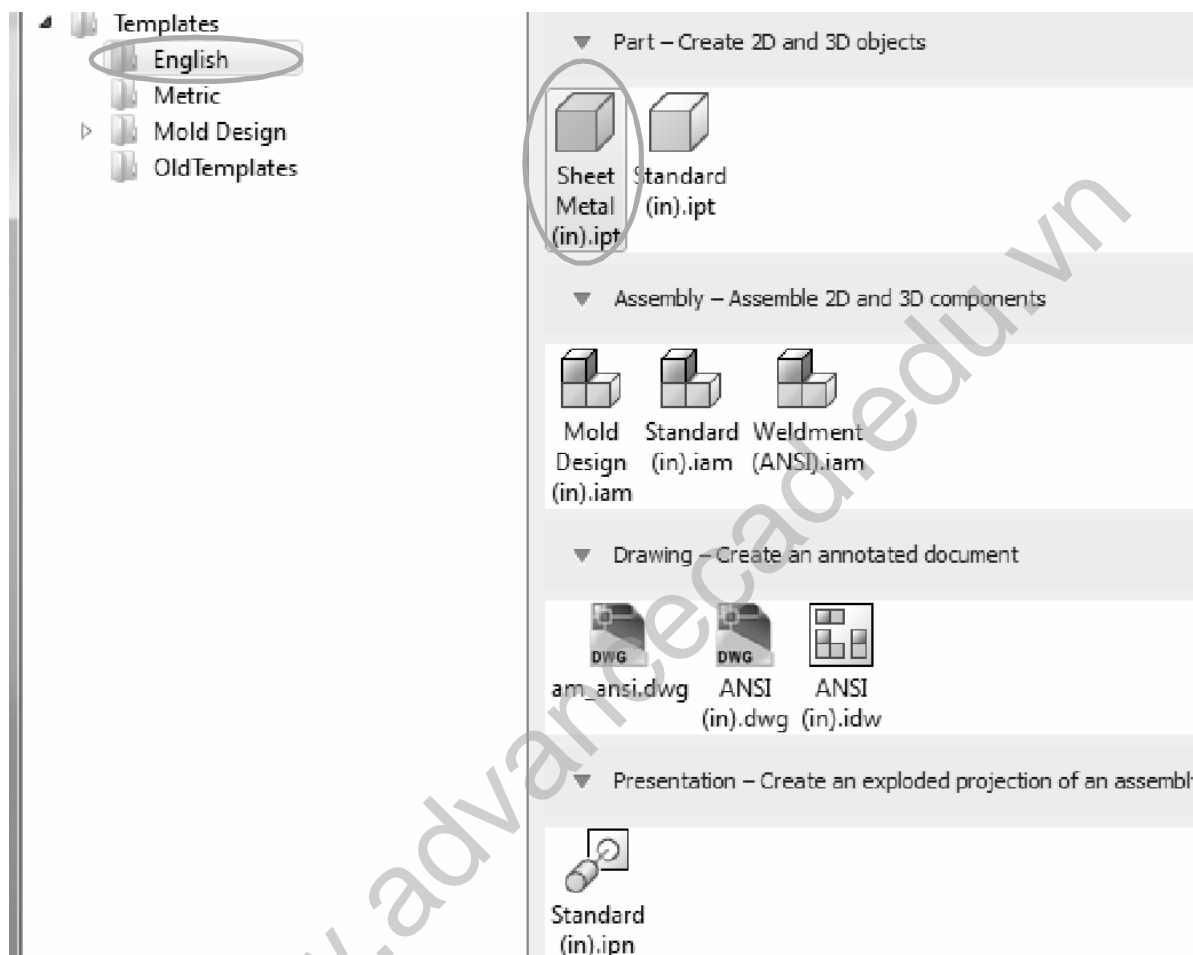 Templates
English
Metric
Mold Design
OldTemplates
Part – Create 2D and 3D objects
Sheet Metal (in).ipt
Standard (in).ipt
Assembly – Assemble 2D and 3D components
Mold Design (in).iam
Standard (in).iam
Weldment (ANSI).iam
Drawing – Create an annotated document
DWG
DWG
am_ansi.dwg
ANSI (in).dwg
ANSI (in).idw
Presentation – Create an exploded projection of an assembl
Standard (in).ipn
w.advancecad.edu.vn